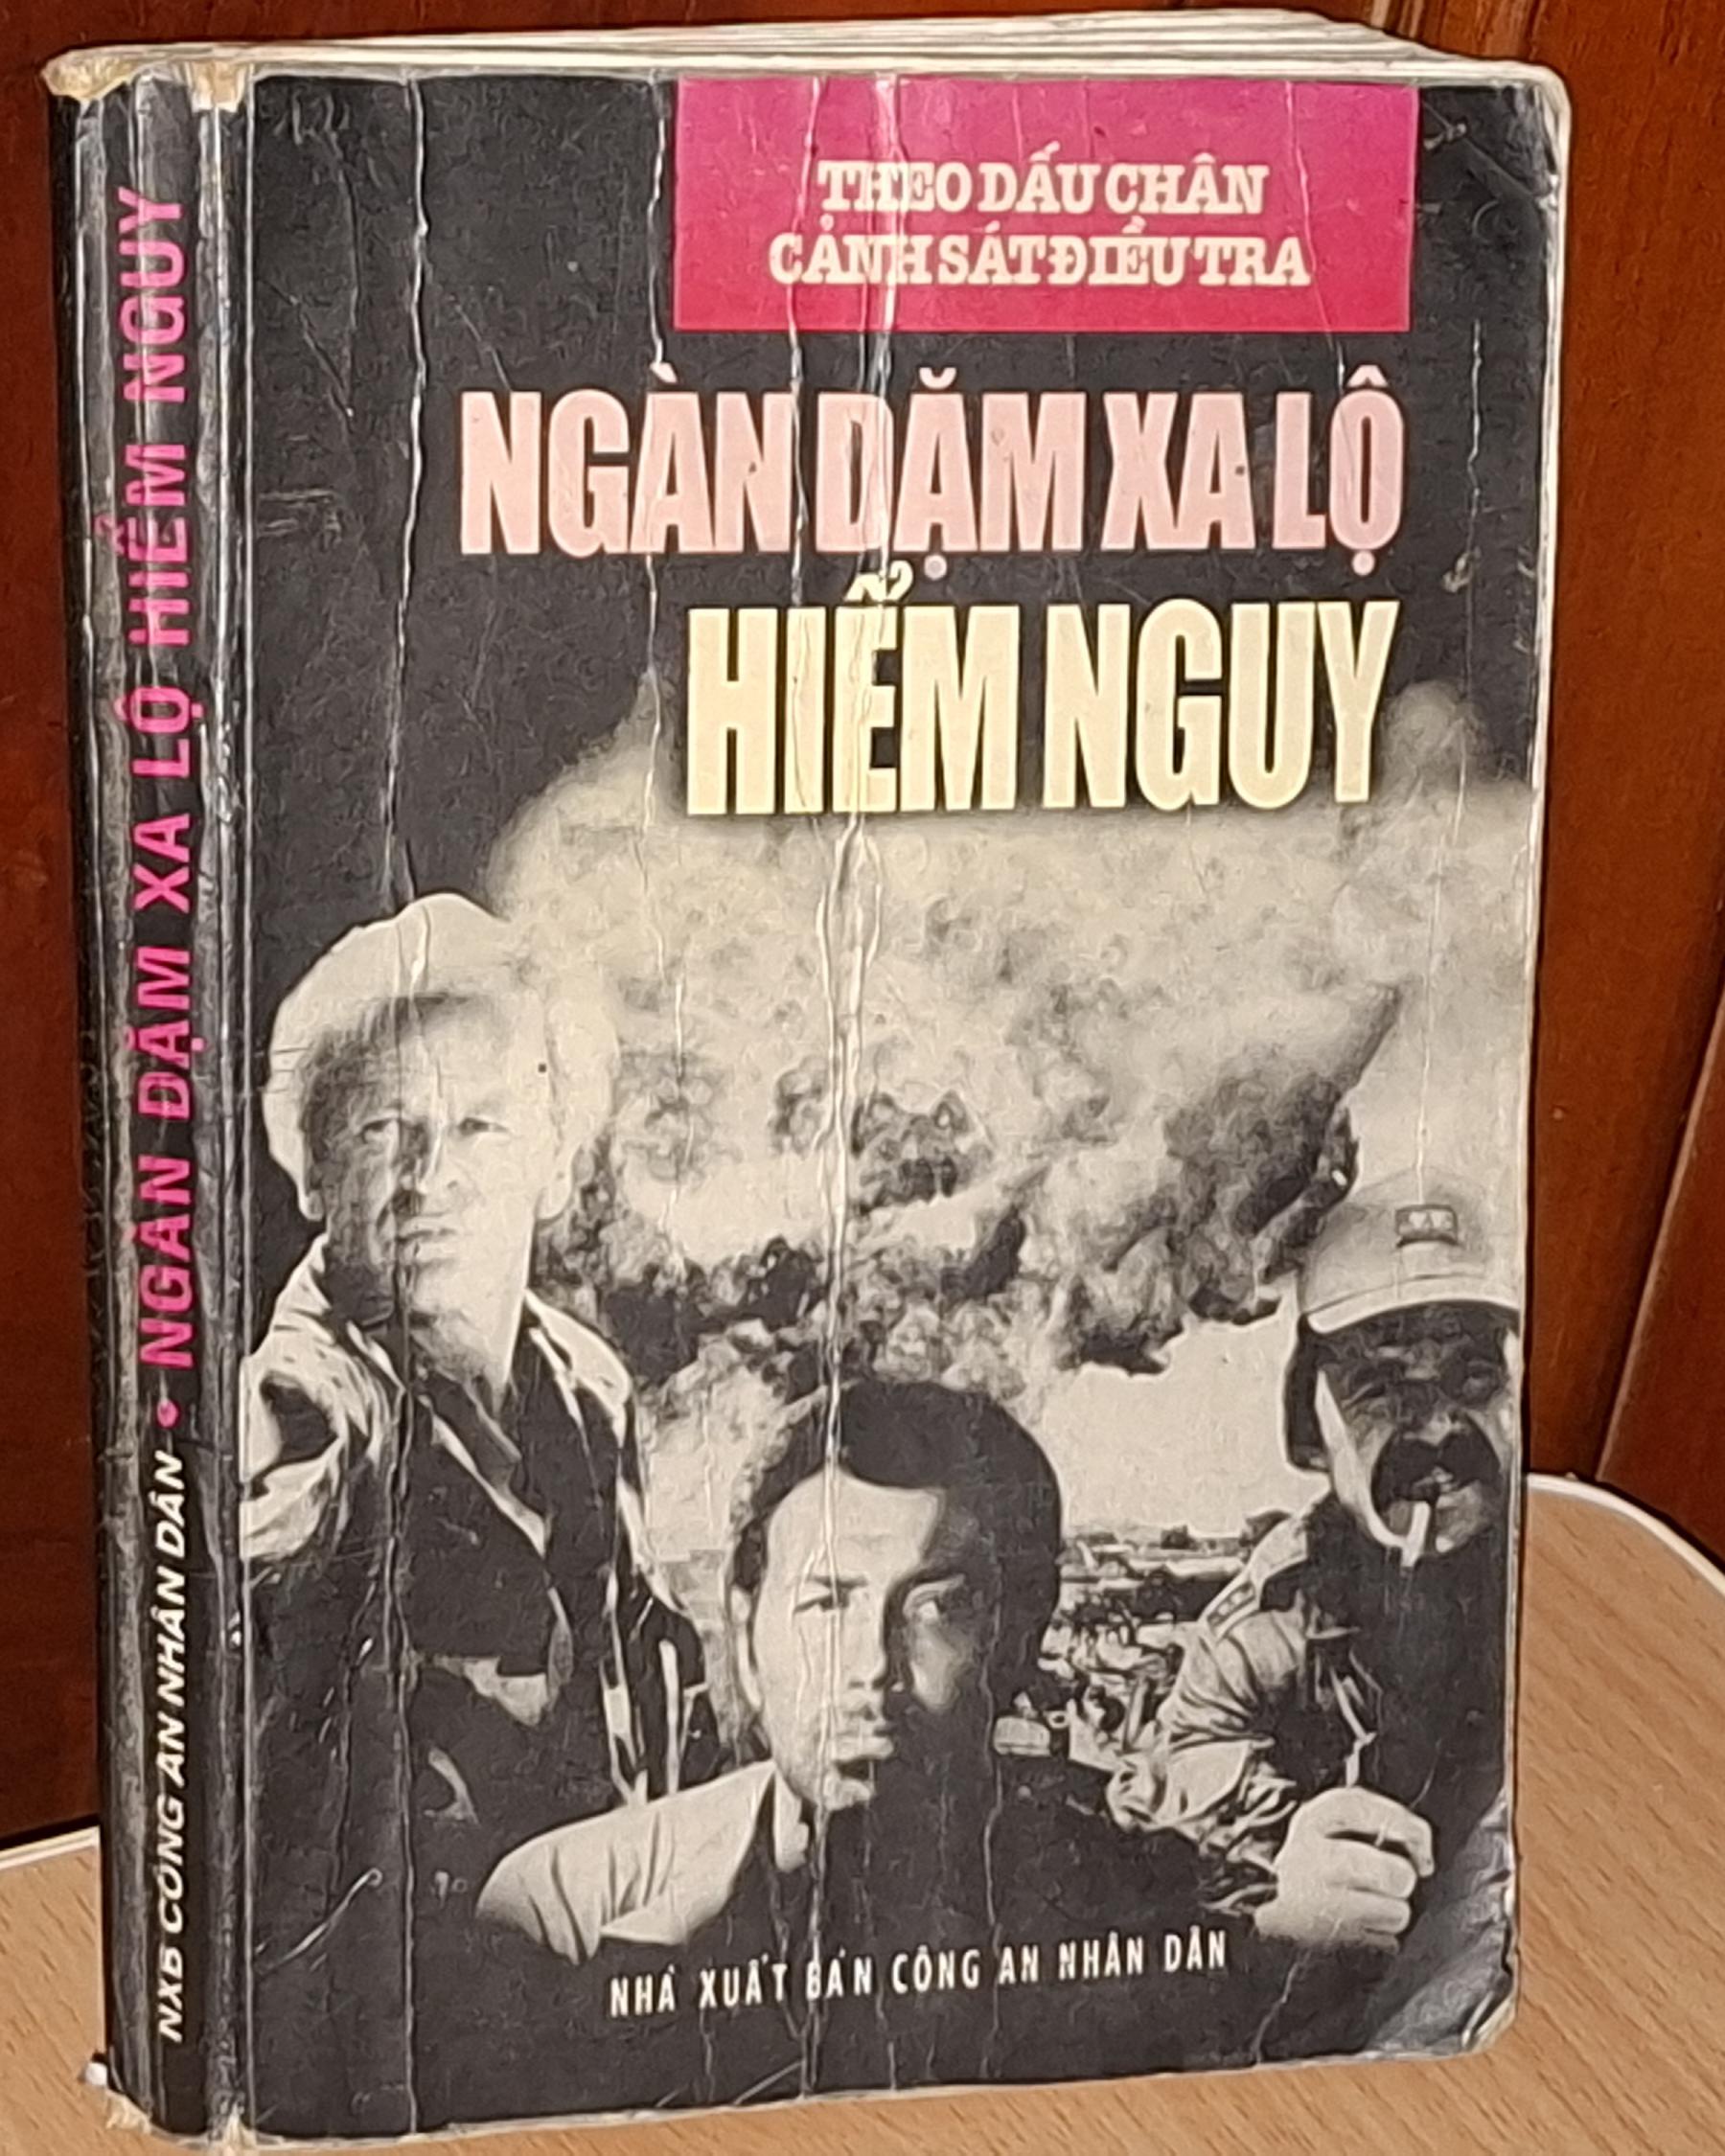 THEO DẤU CHÂN
CẢNH SÁT ĐIỀU TRA
NGÀN DẶM XA LỘ
HIỂM NGUY
NHÀ XUẤT BẢN CÔNG AN NHÂN DÂN
NXB CÔNG AN NHÂN DÂN • NGÀN DẶM XA LỘ HIỂM NGUY